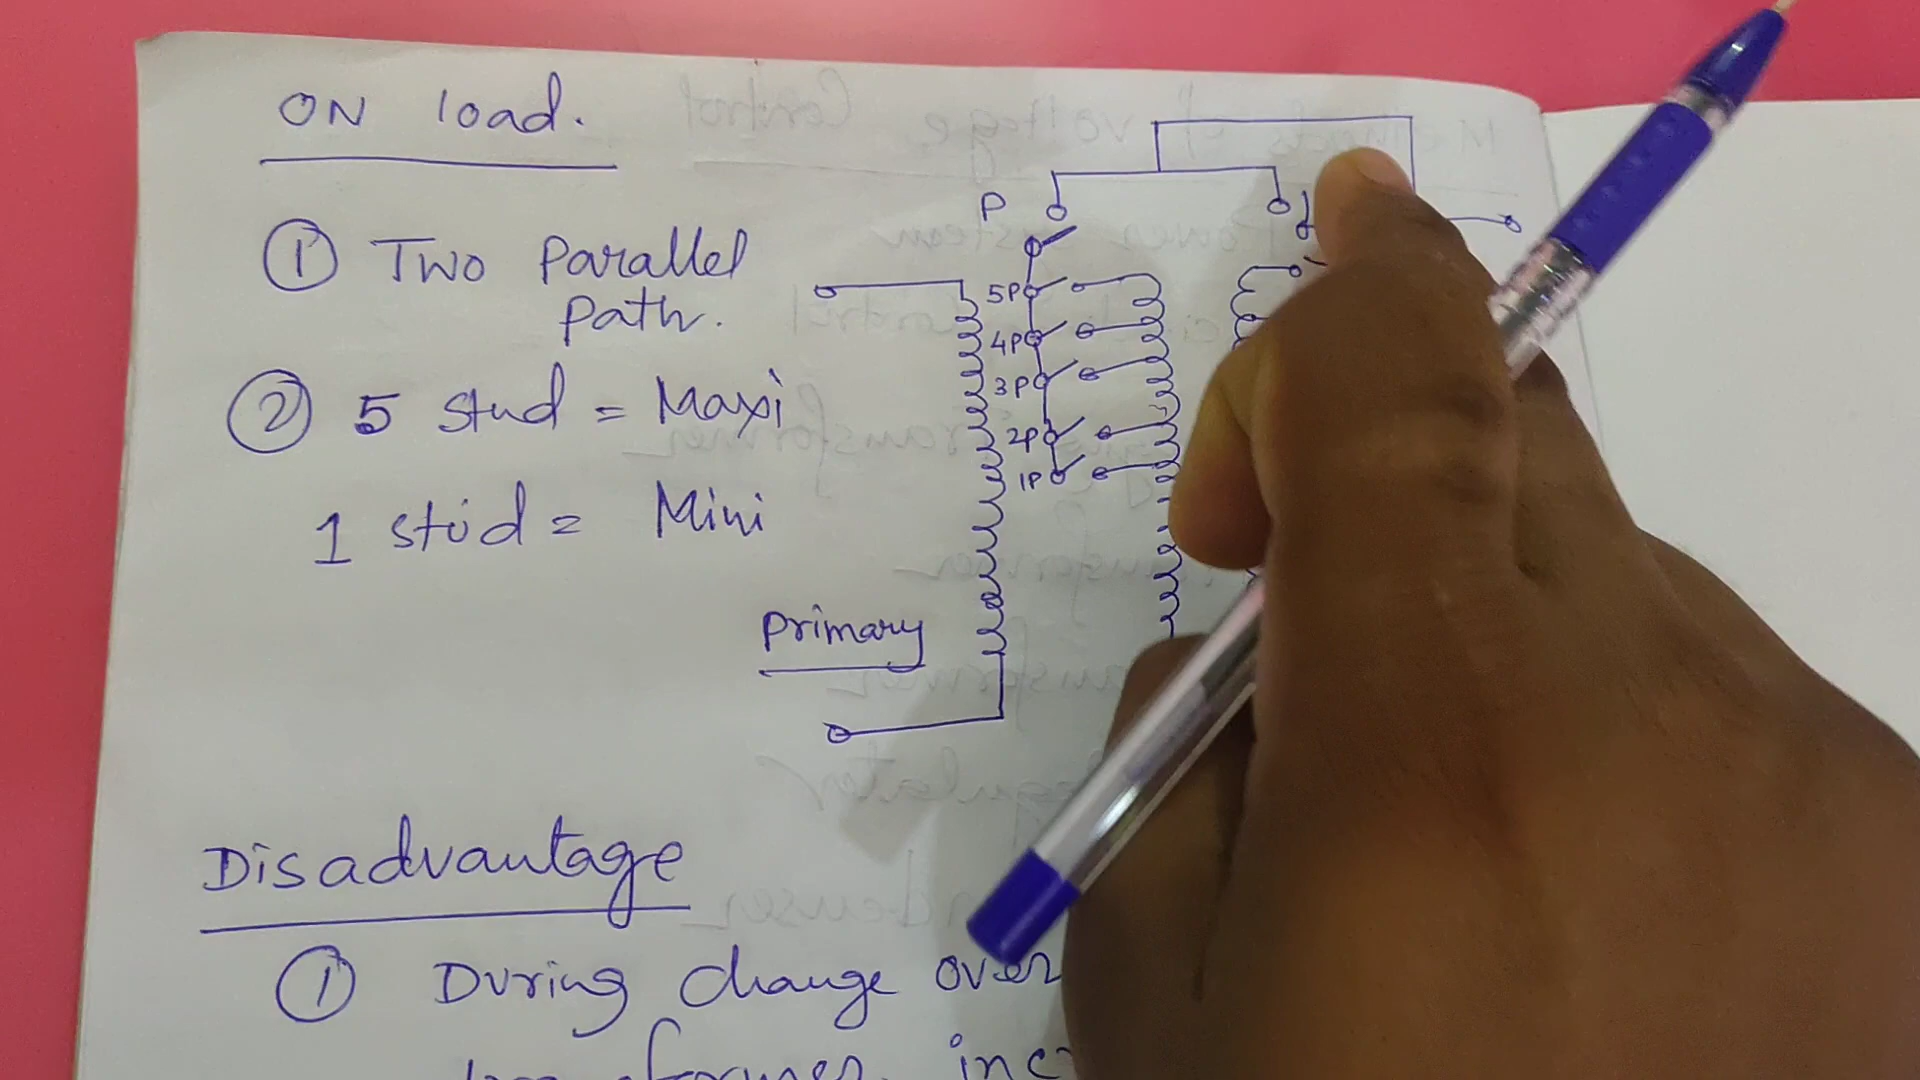 ON load.
① Two parallel
path.
② 5 stud = Maxi
1 stud = Mini
P
5P
4P
3P
2P
1P
Primary
Disadvantage
① During change over